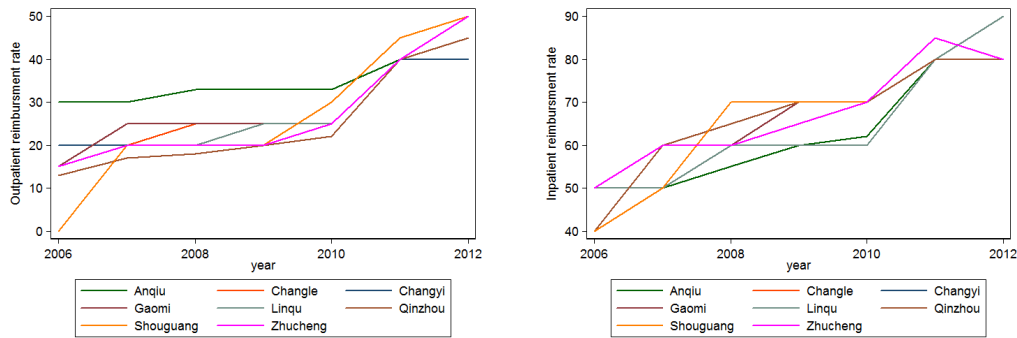 Outpatient reimbursment rate
50
40
30
20
10
0
2006 2008 2010 2012
year
Anqiu Changle Changyi
Gaomi Linqu Qinzhou
Shouguang Zhucheng
Inpatient reimbursment rate
90
80
70
60
50
40
2006 2008 2010 2012
year
Anqiu Changle Changyi
Gaomi Linqu Qinzhou
Shouguang Zhucheng